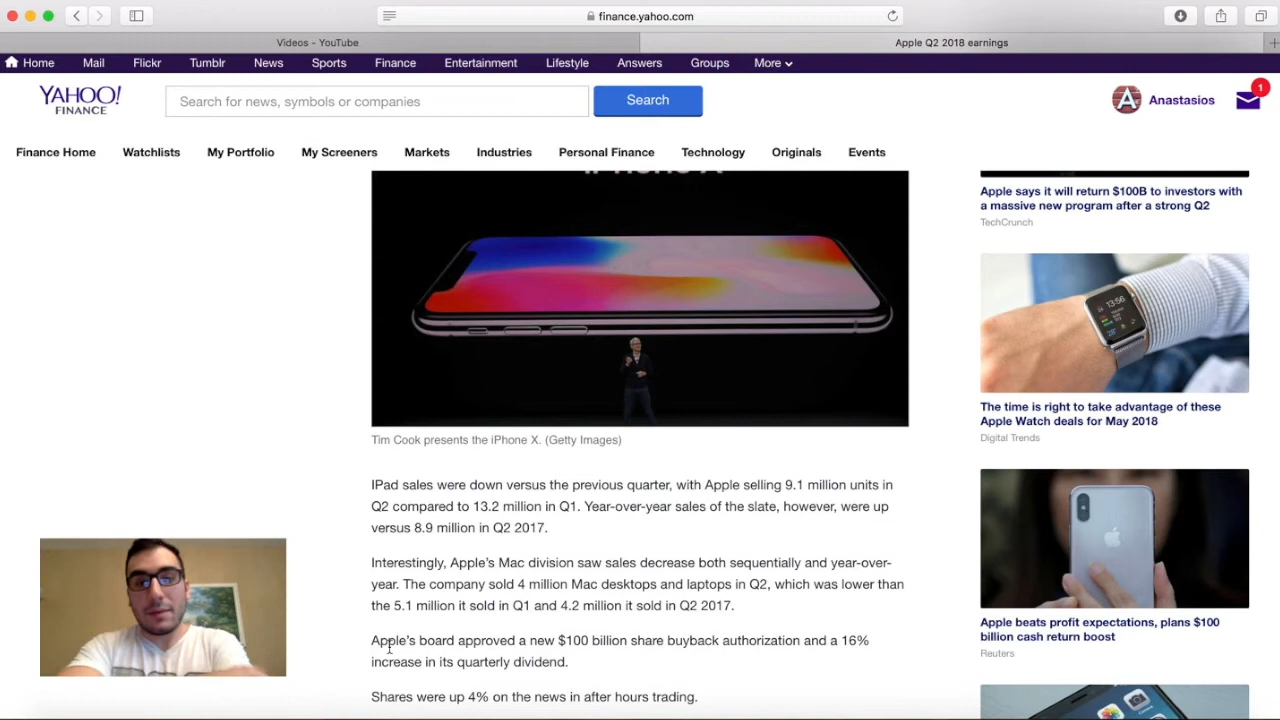 finance.yahoo.com
Videos - YouTube
Apple Q2 2018 earnings
Home Mail Flickr Tumblr News Sports Finance Entertainment Lifestyle Answers Groups More
YAHOO!
FINANCE
Search for news, symbols or companies
Search
Anastasios
1
Finance Home Watchlists My Portfolio My Screeners Markets Industries Personal Finance Technology Originals Events
iPhone X
Tim Cook presents the iPhone X. (Getty Images)
IPad sales were down versus the previous quarter, with Apple selling 9.1 million units in
Q2 compared to 13.2 million in Q1. Year-over-year sales of the slate, however, were up
versus 8.9 million in Q2 2017.
Interestingly, Apple's Mac division saw sales decrease both sequentially and year-over-
year. The company sold 4 million Mac desktops and laptops in Q2, which was lower than
the 5.1 million it sold in Q1 and 4.2 million it sold in Q2 2017.
Apple's board approved a new $100 billion share buyback authorization and a 16%
increase in its quarterly dividend.
Shares were up 4% on the news in after hours trading.
Apple says it will return $100B to investors with
a massive new program after a strong Q2
TechCrunch
13:56
The time is right to take advantage of these
Apple Watch deals for May 2018
Digital Trends
Apple beats profit expectations, plans $100
billion cash return boost
Reuters